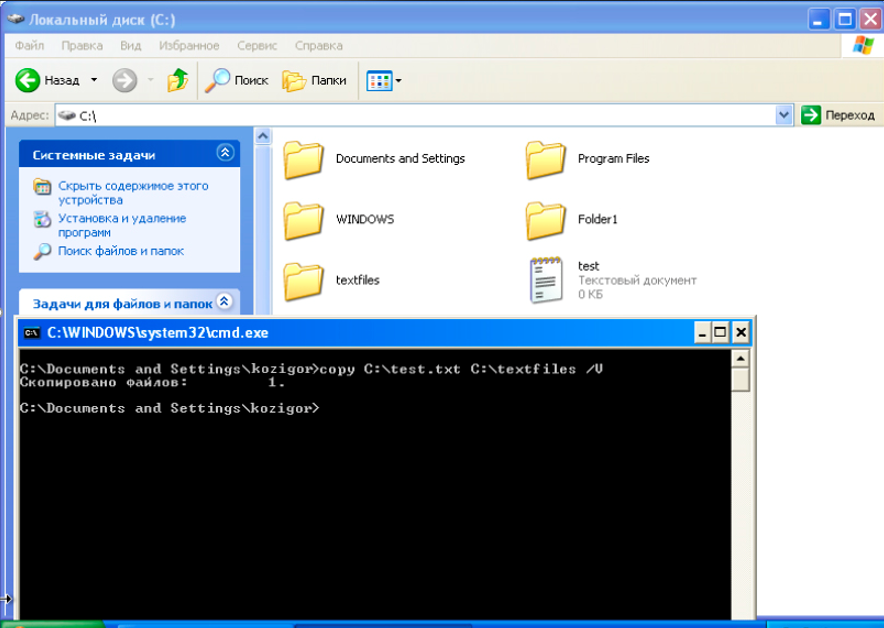 Локальный диск (C:)
Файл Правка Вид Избранное Сервис Справка
Назад Поиск Папки
Адрес: C:\ Переход
Системные задачи
Скрыть содержимое этого
устройства
Установка и удаление
программ
Поиск файлов и папок
Задачи для файлов и папок
Documents and Settings
Program Files
WINDOWS
Folder1
textfiles
test
Текстовый документ
0 КБ
C:\WINDOWS\system32\cmd.exe
C:\Documents and Settings\kozigor>copy C:\test.txt C:\textfiles /V
Скопировано файлов: 1.
C:\Documents and Settings\kozigor>